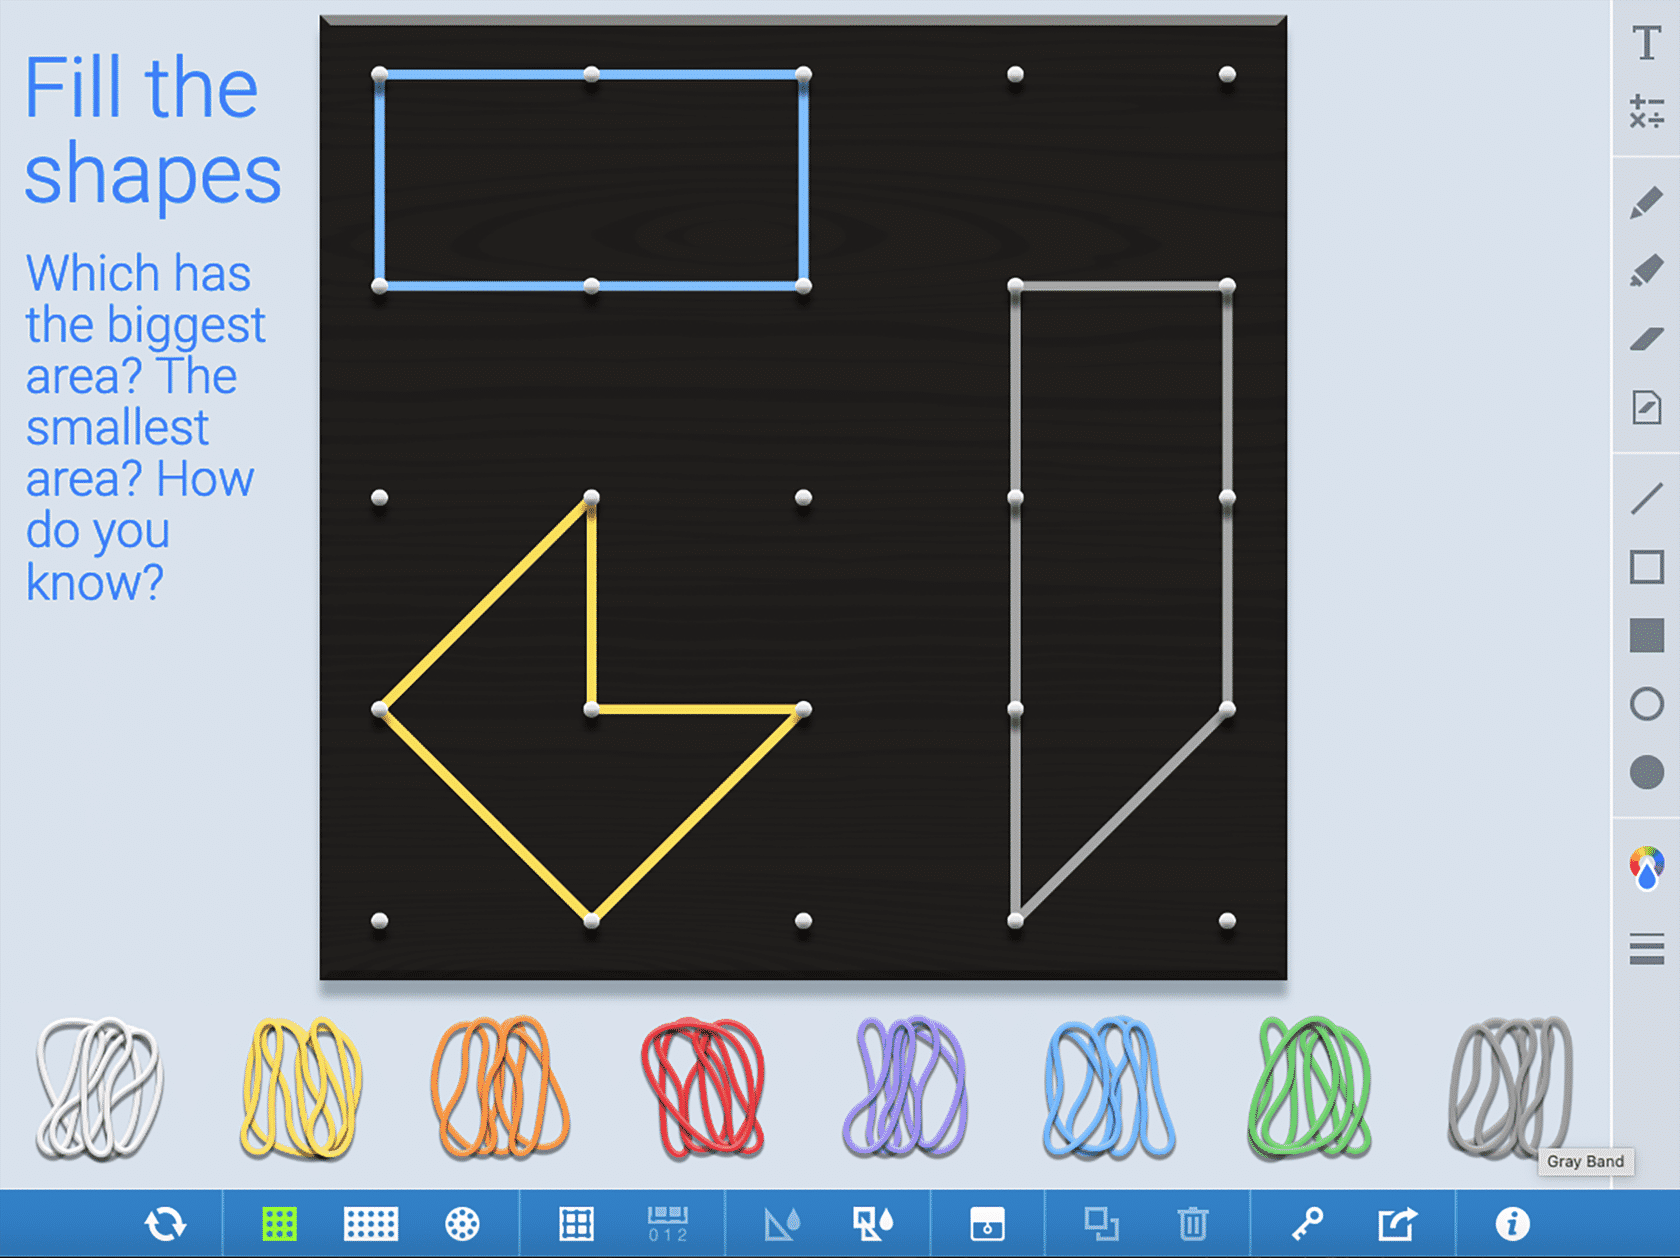 Fill the
shapes
Which has
the biggest
area? The
smallest
area? How
do you
know?
T
Gray Band
0 1 2
i